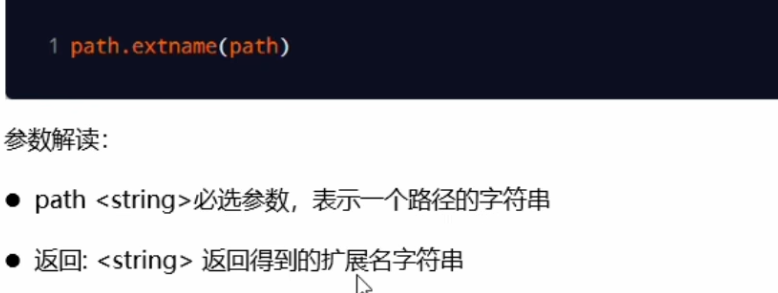 1 path.extname(path)
参数解读：
● path <string>必选参数，表示一个路径的字符串
● 返回: <string> 返回得到的扩展名字符串